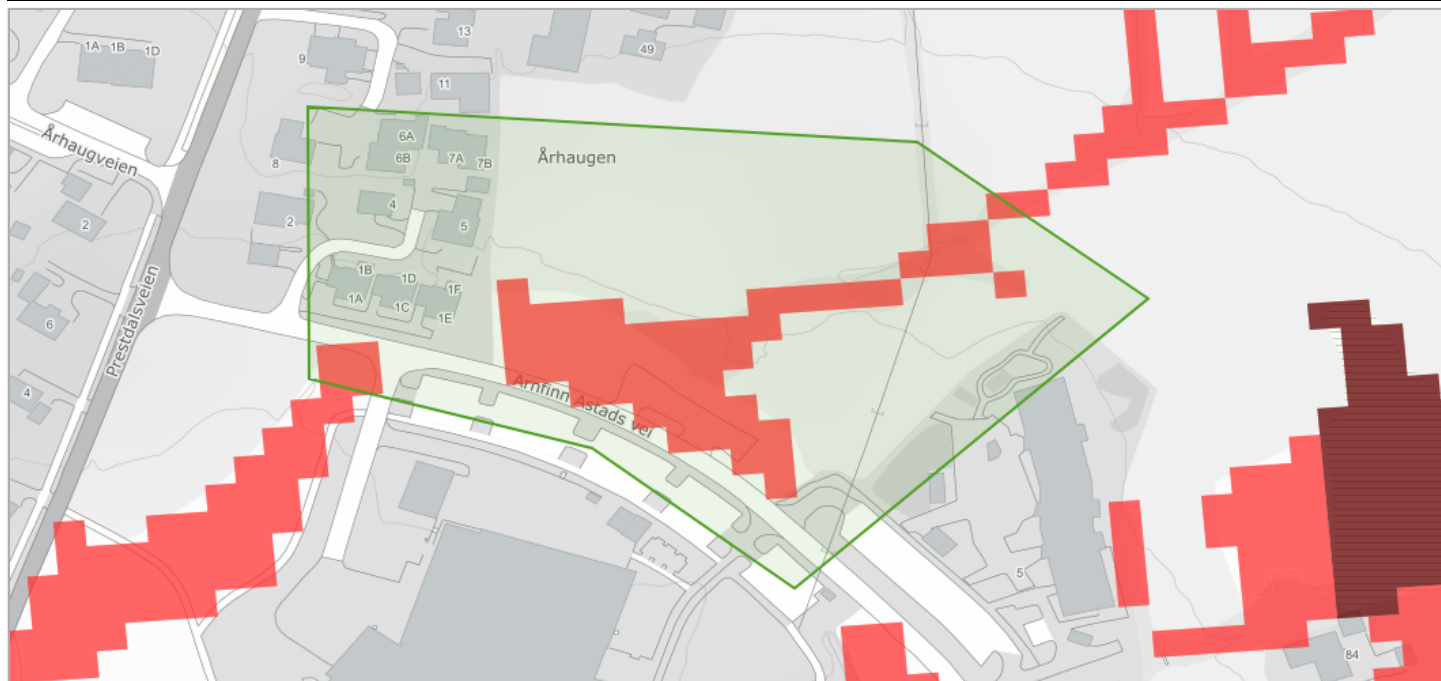 1A 1B 1D
9
13
49
11
Århaugveien
8
6A
6B
7A
7B
Århaugen
2
4
2
5
Prestdalsveien
1B
1D
1F
1A
1C
1E
6
4
Arnfinn Astads vei
5
84